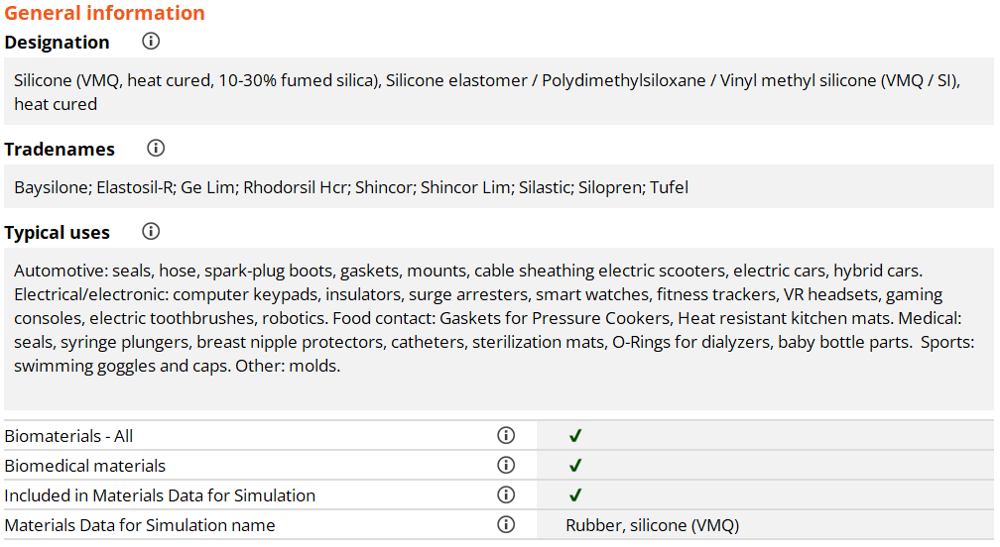 General information
Designation
Silicone (VMQ, heat cured, 10-30% fumed silica), Silicone elastomer / Polydimethylsiloxane / Vinyl methyl silicone (VMQ / SI),
heat cured
Tradenames
Baysilone; Elastosil-R; Ge Lim; Rhodorsil Hcr; Shincor; Shincor Lim; Silastic; Silopren; Tufel
Typical uses
Automotive: seals, hose, spark-plug boots, gaskets, mounts, cable sheathing electric scooters, electric cars, hybrid cars.
Electrical/electronic: computer keypads, insulators, surge arresters, smart watches, fitness trackers, VR headsets, gaming
consoles, electric toothbrushes, robotics. Food contact: Gaskets for Pressure Cookers, Heat resistant kitchen mats. Medical:
seals, syringe plungers, breast nipple protectors, catheters, sterilization mats, O-Rings for dialyzers, baby bottle parts.  Sports:
swimming goggles and caps. Other: molds.
Biomaterials - All ✓
Biomedical materials ✓
Included in Materials Data for Simulation ✓
Materials Data for Simulation name Rubber, silicone (VMQ)